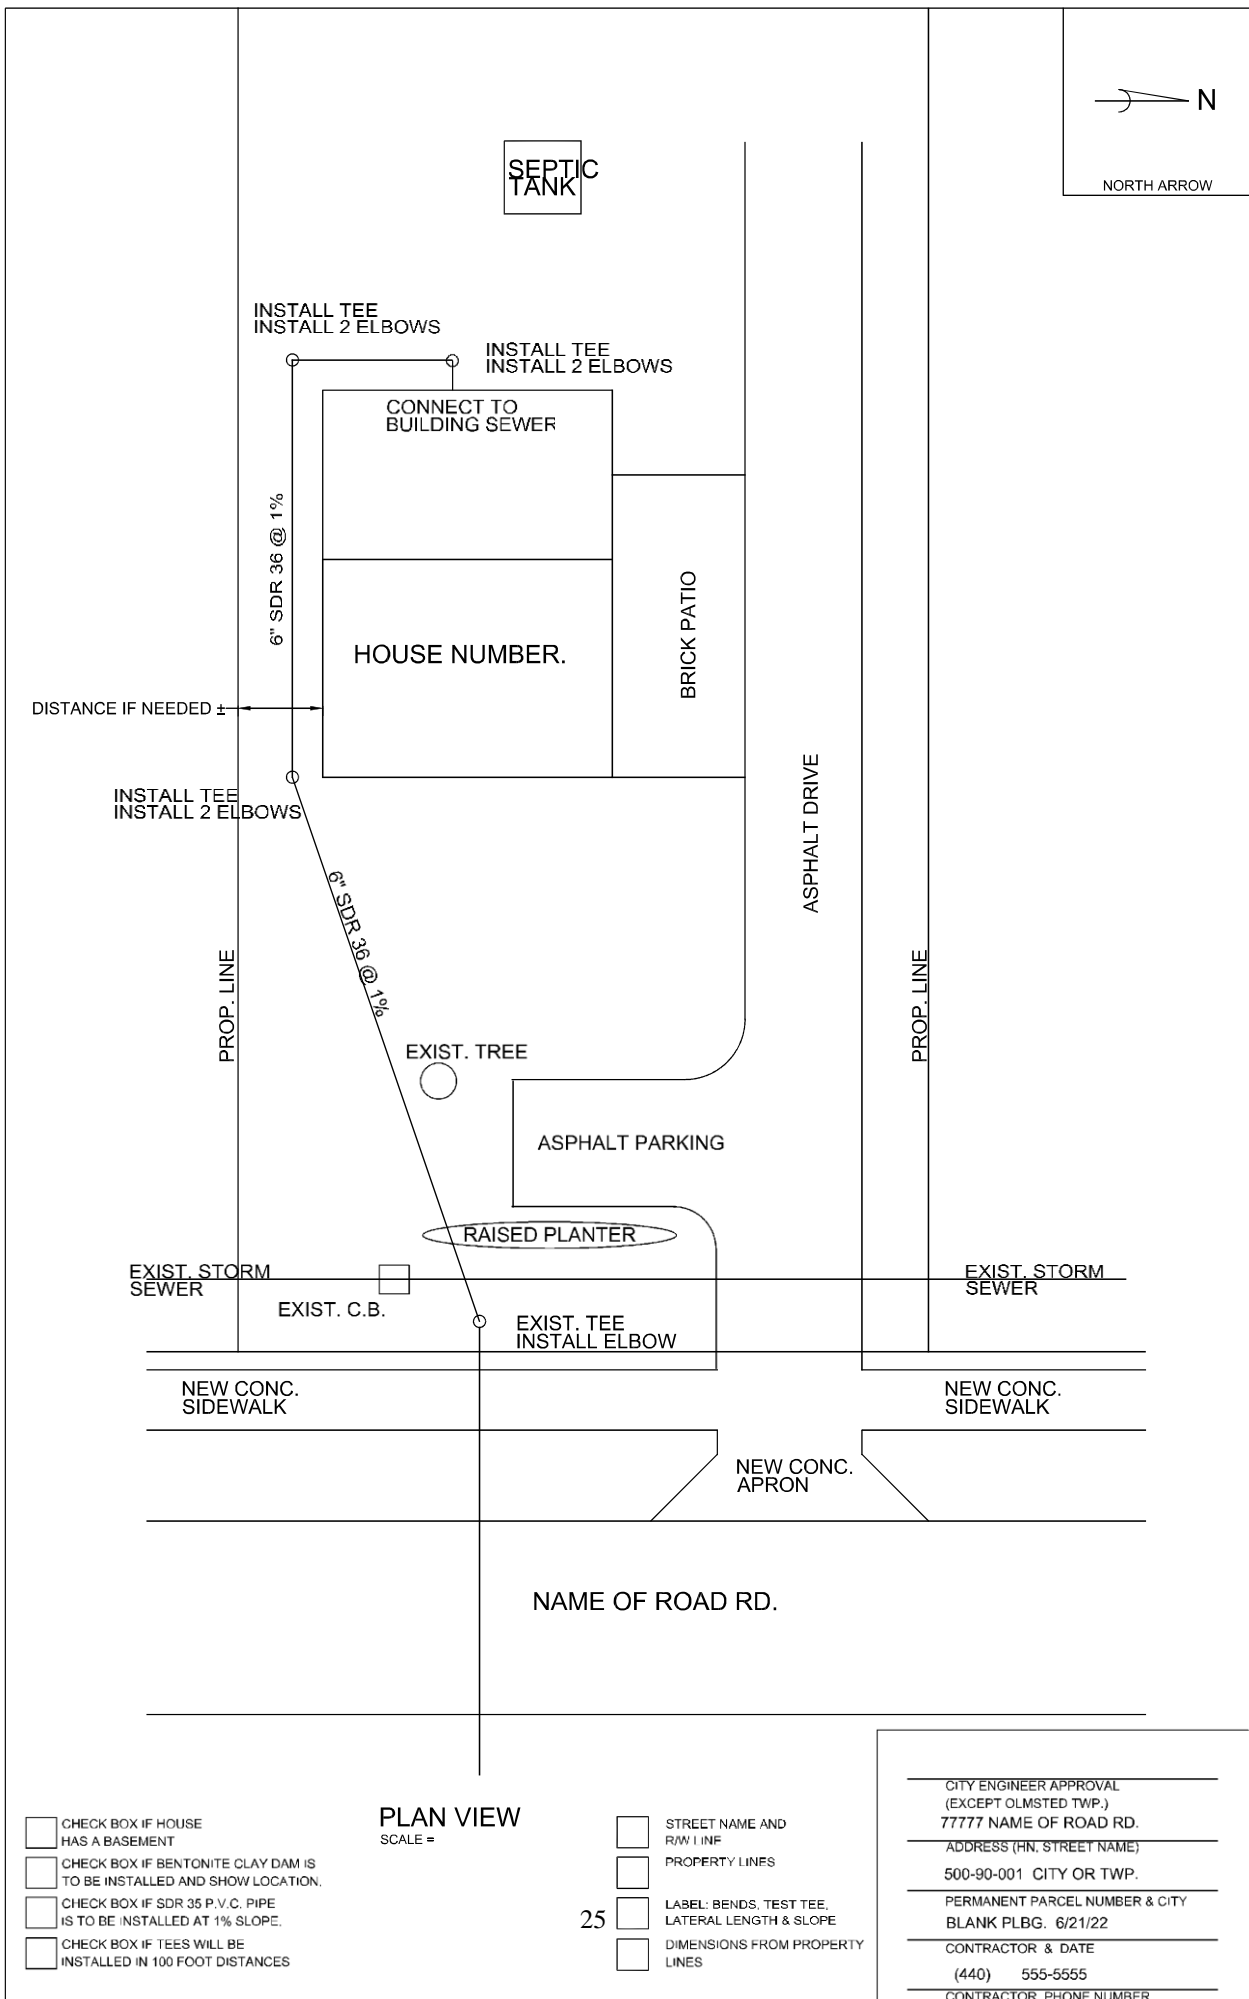 N
NORTH ARROW
SEPTIC
TANK
INSTALL TEE
INSTALL 2 ELBOWS
INSTALL TEE
INSTALL 2 ELBOWS
CONNECT TO
BUILDING SEWER
6" SDR 36 @ 1%
HOUSE NUMBER.
BRICK PATIO
DISTANCE IF NEEDED ±
INSTALL TEE
INSTALL 2 ELBOWS
ASPHALT DRIVE
6" SDR 36 @ 1%
PROP. LINE
PROP. LINE
EXIST. TREE
ASPHALT PARKING
RAISED PLANTER
EXIST. STORM
SEWER
EXIST. STORM
SEWER
EXIST. C.B.
EXIST. TEE
INSTALL ELBOW
NEW CONC.
SIDEWALK
NEW CONC.
SIDEWALK
NEW CONC.
APRON
NAME OF ROAD RD.
PLAN VIEW
SCALE =
CHECK BOX IF HOUSE
HAS A BASEMENT
CHECK BOX IF BENTONITE CLAY DAM IS
TO BE INSTALLED AND SHOW LOCATION.
CHECK BOX IF SDR 35 P.V.C. PIPE
IS TO BE INSTALLED AT 1% SLOPE.
CHECK BOX IF TEES WILL BE
INSTALLED IN 100 FOOT DISTANCES
25
STREET NAME AND
R/W LINE
PROPERTY LINES
LABEL: BENDS, TEST TEE,
LATERAL LENGTH & SLOPE
DIMENSIONS FROM PROPERTY
LINES
CITY ENGINEER APPROVAL
(EXCEPT OLMSTED TWP.)
77777 NAME OF ROAD RD.
ADDRESS (HN, STREET NAME)
500-90-001 CITY OR TWP.
PERMANENT PARCEL NUMBER & CITY
BLANK PLBG. 6/21/22
CONTRACTOR & DATE
(440) 555-5555
CONTRACTOR PHONE NUMBER